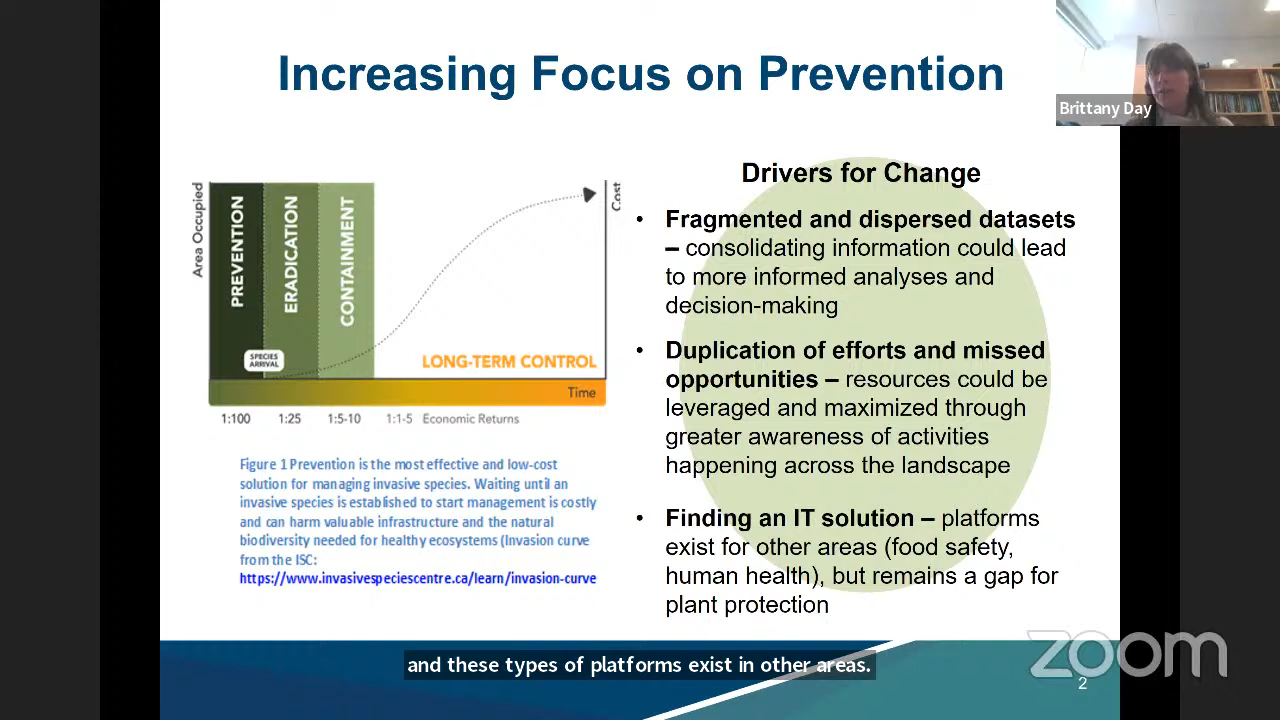 Increasing Focus on Prevention
Brittany Day
Area Occupied
PREVENTION
ERADICATION
CONTAINMENT
Cost
SPECIES
ARRIVAL
LONG-TERM CONTROL
Time
1:100 1:25 1:5-10 1:1-5 Economic Returns
Figure 1 Prevention is the most effective and low-cost
solution for managing invasive species. Waiting until an
invasive species is established to start management is costly
and can harm valuable infrastructure and the natural
biodiversity needed for healthy ecosystems (Invasion curve
from the ISC:
https://www.invasivespeciescentre.ca/learn/invasion-curve
Drivers for Change
• Fragmented and dispersed datasets
– consolidating information could lead
to more informed analyses and
decision-making
• Duplication of efforts and missed
opportunities – resources could be
leveraged and maximized through
greater awareness of activities
happening across the landscape
• Finding an IT solution – platforms
exist for other areas (food safety,
human health), but remains a gap for
plant protection
and these types of platforms exist in other areas.
zoom
2